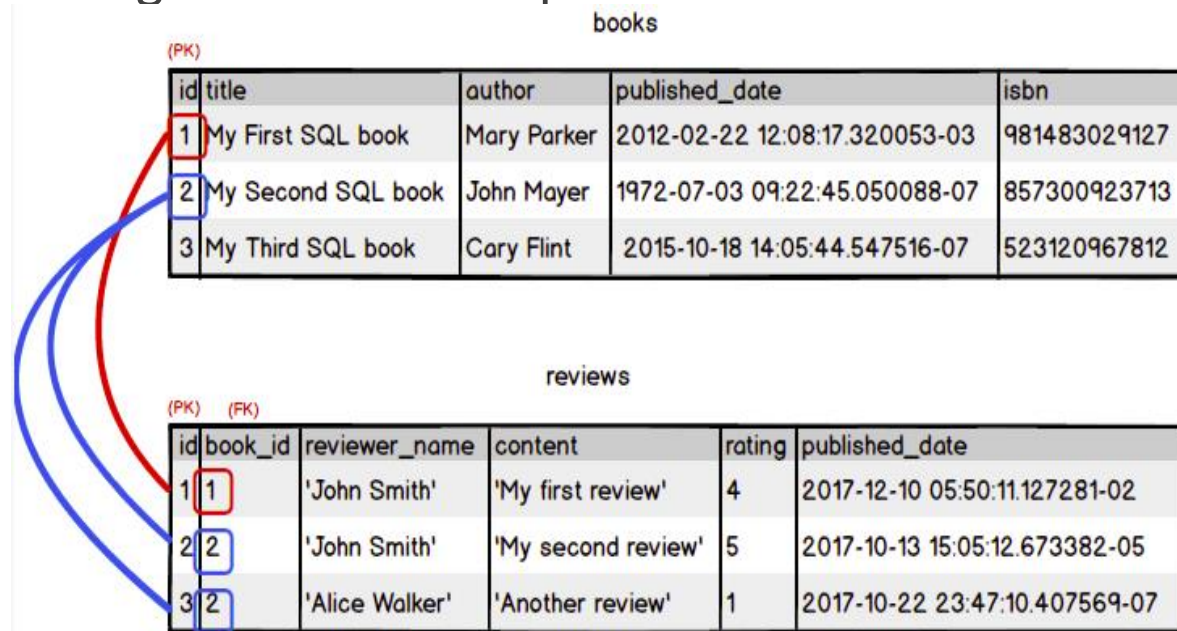 books
(PK)
id title author published_date isbn
1 My First SQL book Mary Parker 2012-02-22 12:08:17.320053-03 981483029127
2 My Second SQL book John Mayer 1972-07-03 09:22:45.050088-07 857300923713
3 My Third SQL book Cary Flint 2015-10-18 14:05:44.547516-07 523120967812
reviews
(PK) (FK)
id book_id reviewer_name content rating published_date
1 1 'John Smith' 'My first review' 4 2017-12-10 05:50:11.127281-02
2 2 'John Smith' 'My second review' 5 2017-10-13 15:05:12.673382-05
3 2 'Alice Walker' 'Another review' 1 2017-10-22 23:47:10.407569-07